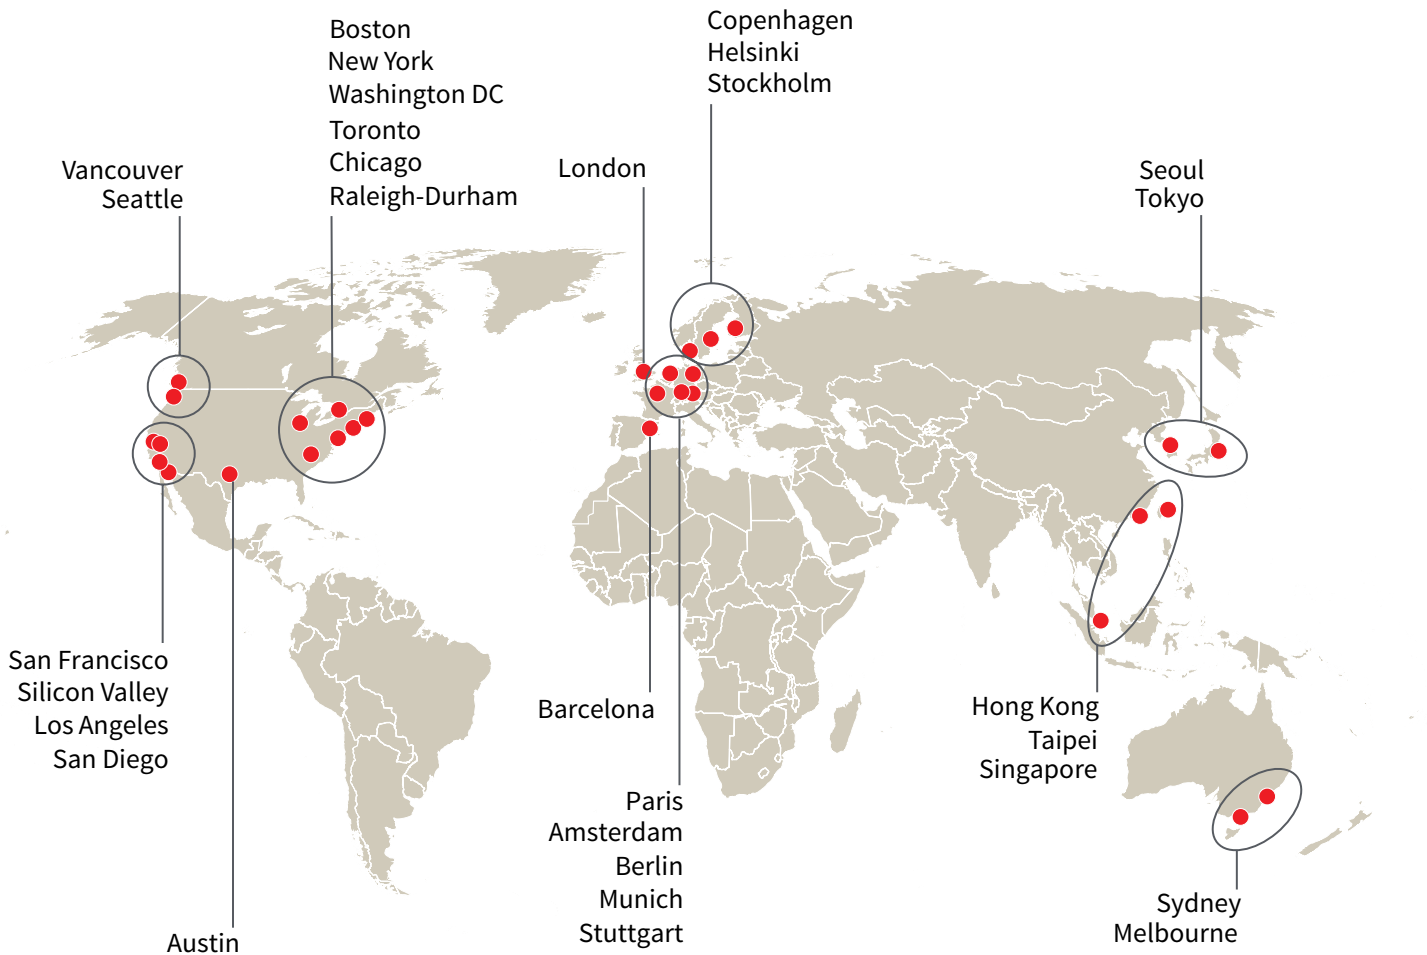 Boston
New York
Washington DC
Toronto
Chicago
Raleigh-Durham
Copenhagen
Helsinki
Stockholm
Vancouver
Seattle
London
Seoul
Tokyo
San Francisco
Silicon Valley
Los Angeles
San Diego
Barcelona
Hong Kong
Taipei
Singapore
Paris
Amsterdam
Berlin
Munich
Stuttgart
Sydney
Melbourne
Austin